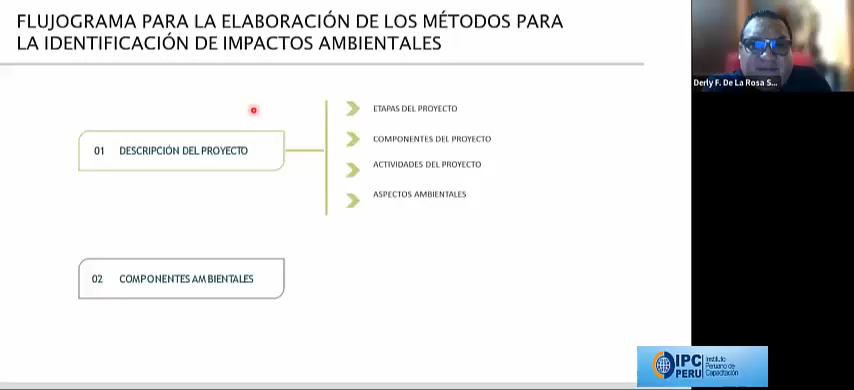 FLUJOGRAMA PARA LA ELABORACIÓN DE LOS MÉTODOS PARA
LA IDENTIFICACIÓN DE IMPACTOS AMBIENTALES
Derly F. De La Rosa S...
01 DESCRIPCIÓN DEL PROYECTO
ETAPAS DEL PROYECTO
COMPONENTES DEL PROYECTO
ACTIVIDADES DEL PROYECTO
ASPECTOS AMBIENTALES
02 COMPONENTES AMBIENTALES
IPC
PERU
Instituto
Peruano de
Capacitación